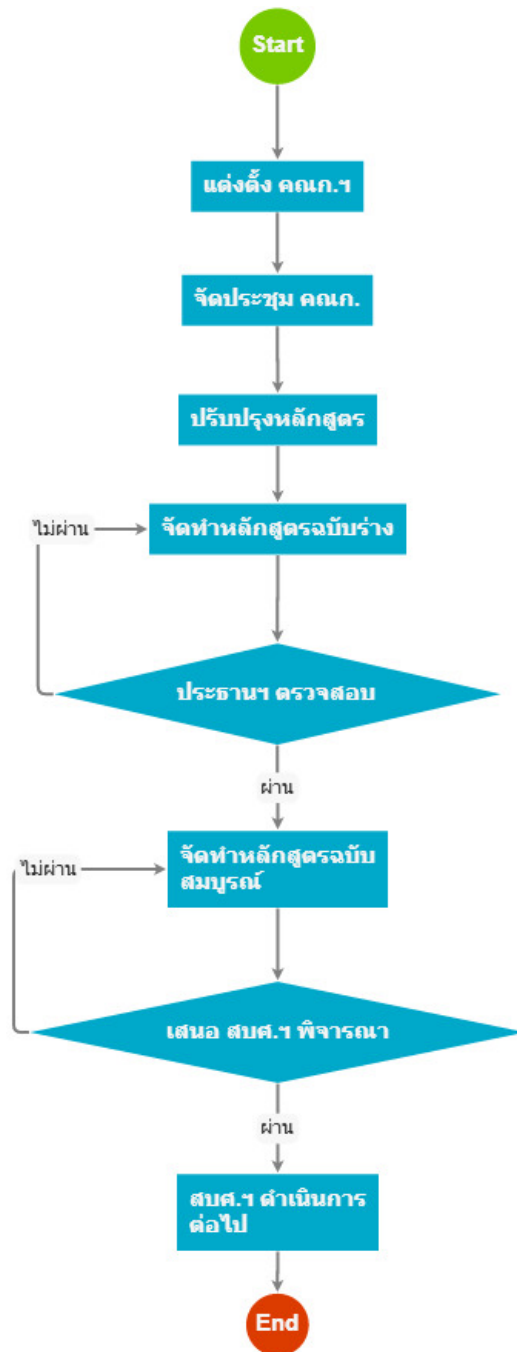 Start
แต่งตั้ง คณก.ฯ
จัดประชุม คณก.
ปรับปรุงหลักสูตร
ไม่ผ่าน
จัดทำหลักสูตรฉบับร่าง
ประธานฯ ตรวจสอบ
ผ่าน
ไม่ผ่าน
จัดทำหลักสูตรฉบับ
สมบูรณ์
เสนอ สบศ.ฯ พิจารณา
ผ่าน
สบศ.ฯ ดำเนินการ
ต่อไป
End